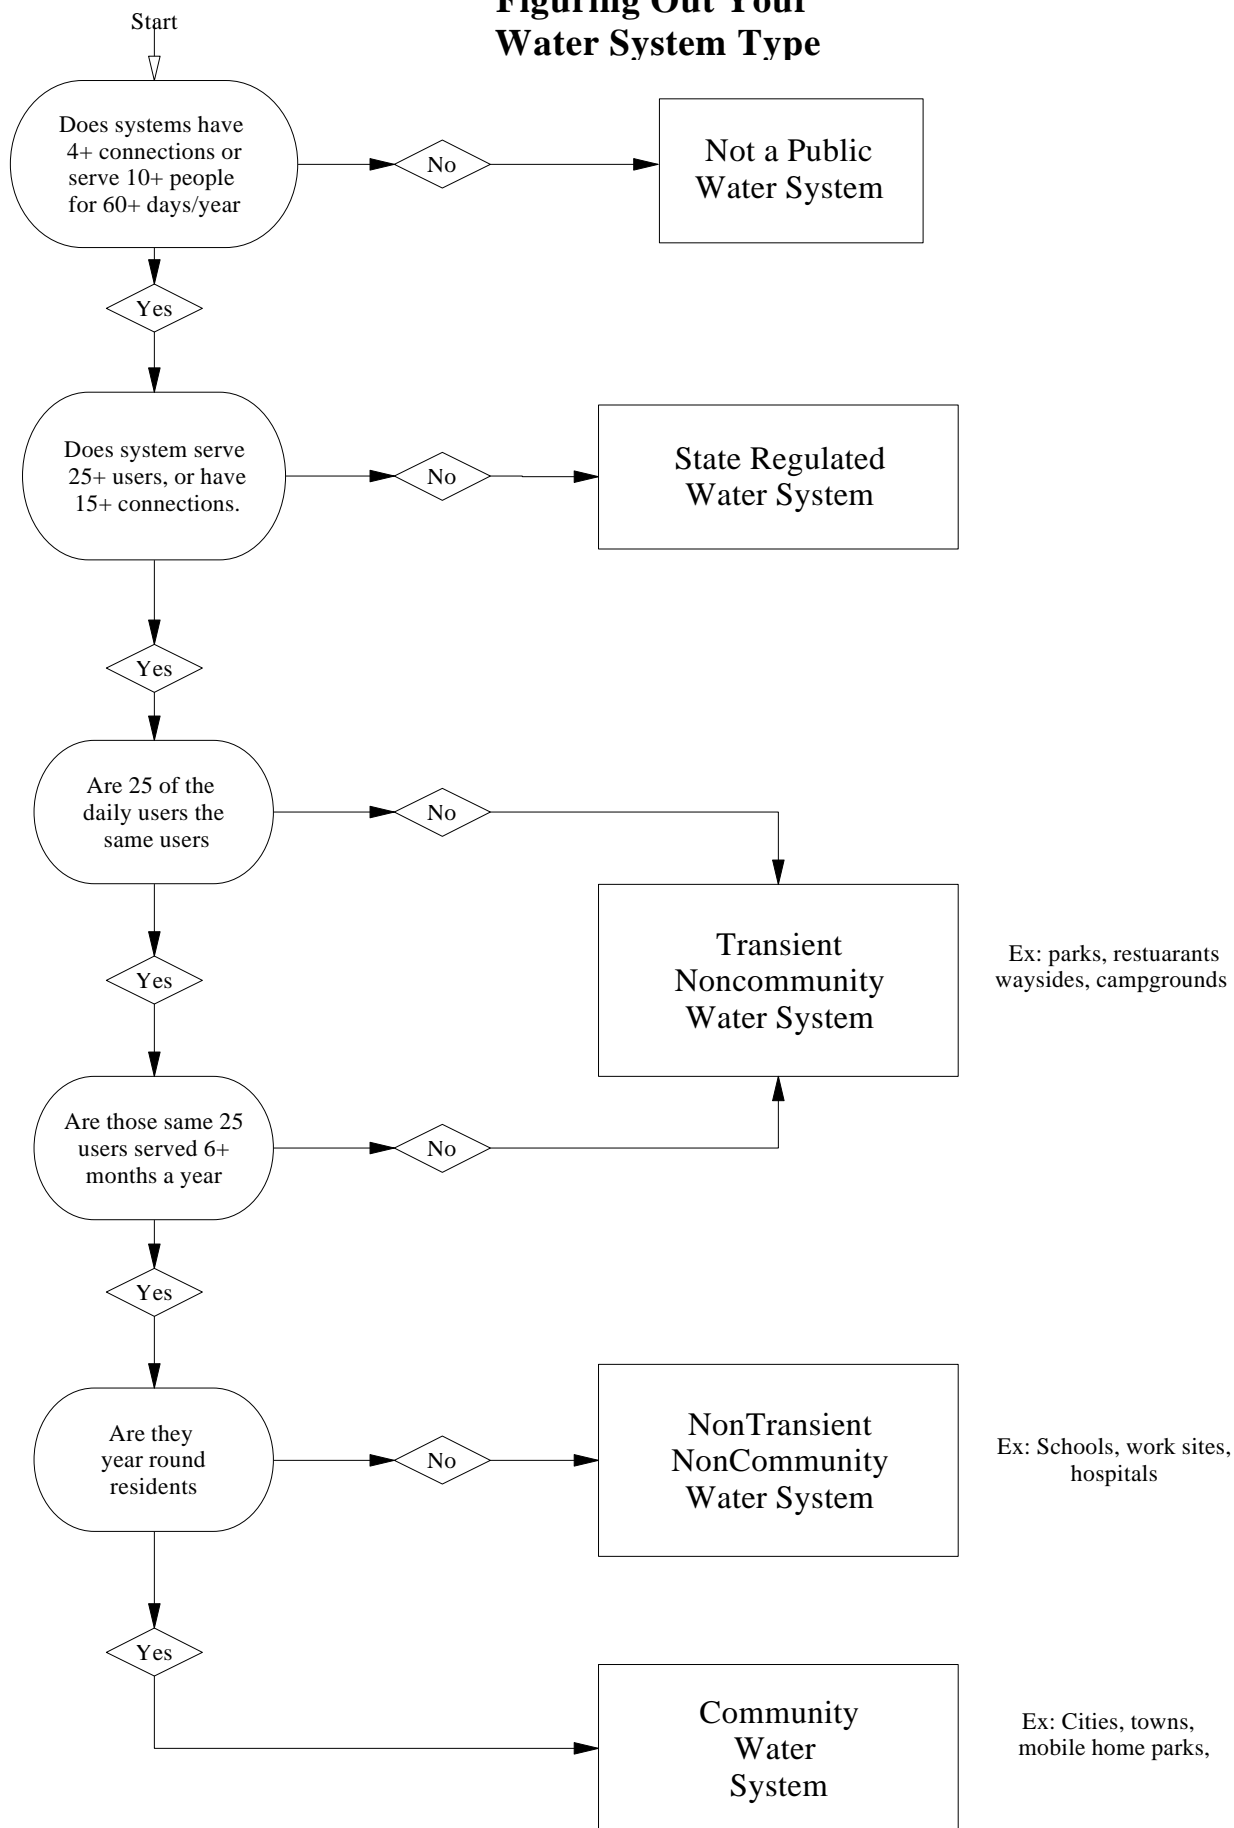 Figuring Out Your
Water System Type
Start
Does systems have
4+ connections or
serve 10+ people
for 60+ days/year
No
Not a Public
Water System
Yes
Does system serve
25+ users, or have
15+ connections.
No
State Regulated
Water System
Yes
Are 25 of the
daily users the
same users
No
Transient
Noncommunity
Water System
Ex: parks, restuarants
waysides, campgrounds
Yes
Are those same 25
users served 6+
months a year
No
Yes
Are they
year round
residents
No
NonTransient
NonCommunity
Water System
Ex: Schools, work sites,
hospitals
Yes
Community
Water
System
Ex: Cities, towns,
mobile home parks,